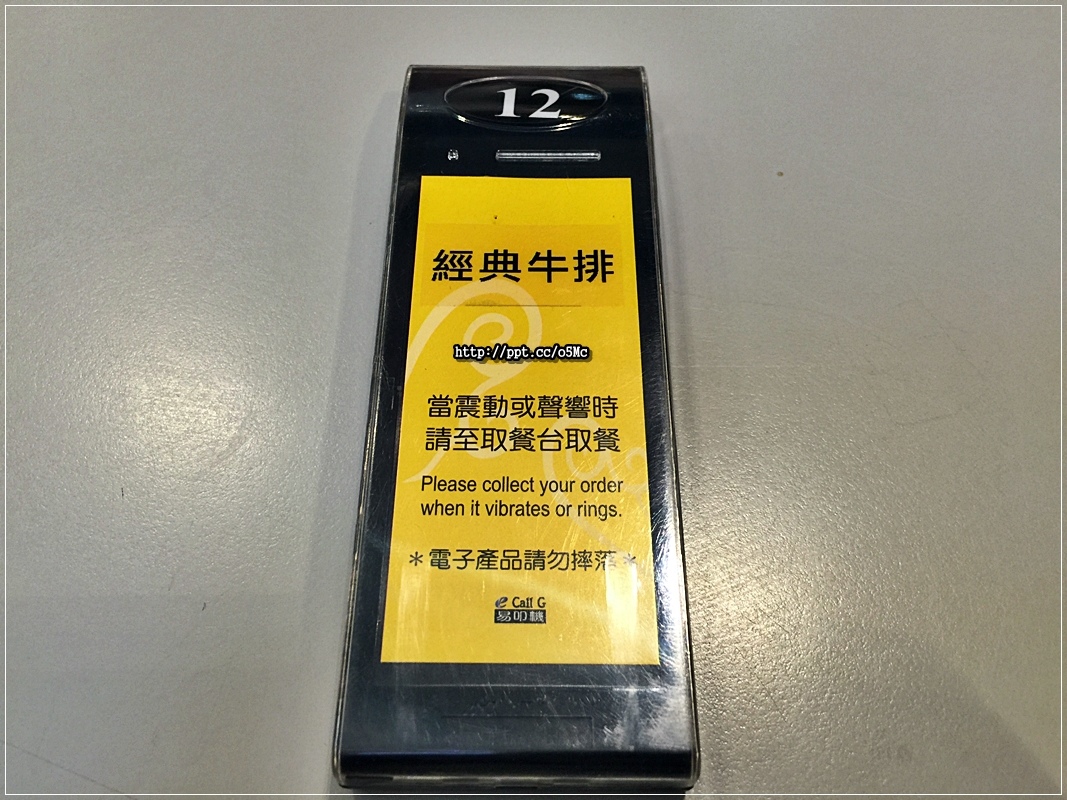 12
經典牛排
http://ppt.cc/o5Mc
當震動或聲響時
請至取餐台取餐
Please collect your order
when it vibrates or rings.
＊電子產品請勿摔落＊
e Call G
易叩機